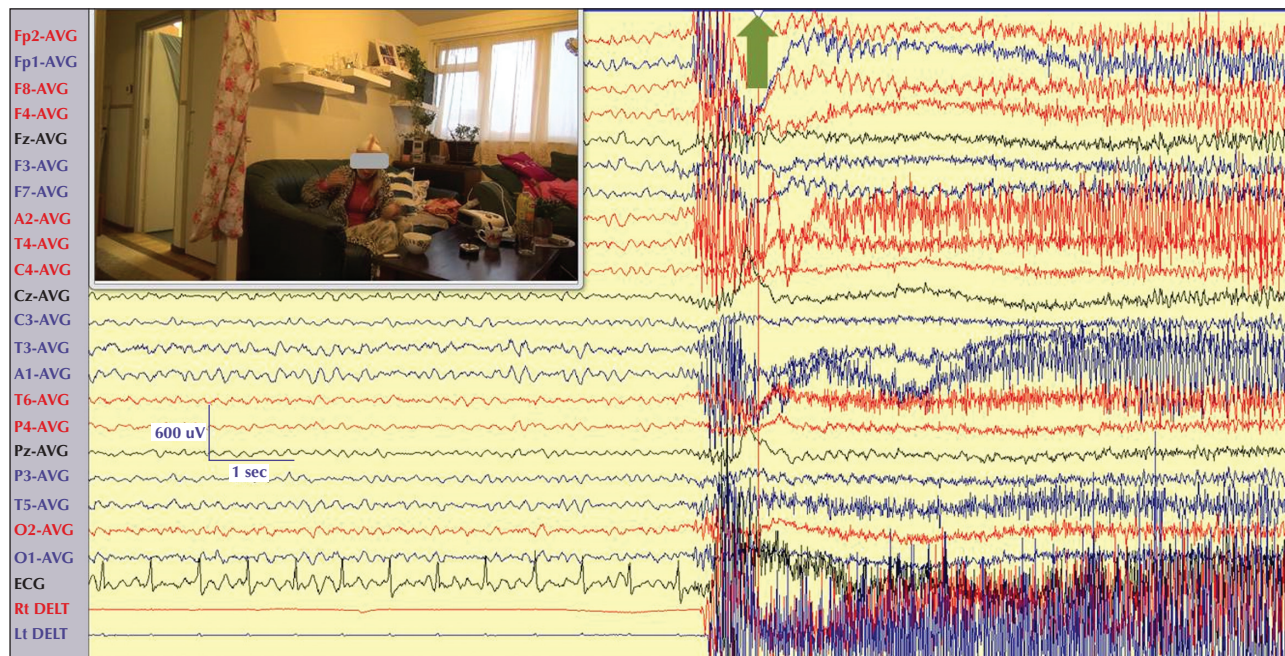 Fp2-AVG
Fp1-AVG
F8-AVG
F4-AVG
Fz-AVG
F3-AVG
F7-AVG
A2-AVG
T4-AVG
C4-AVG
Cz-AVG
C3-AVG
T3-AVG
A1-AVG
T6-AVG
P4-AVG
Pz-AVG
P3-AVG
T5-AVG
O2-AVG
O1-AVG
ECG
Rt DELT
Lt DELT
600 uV
1 sec